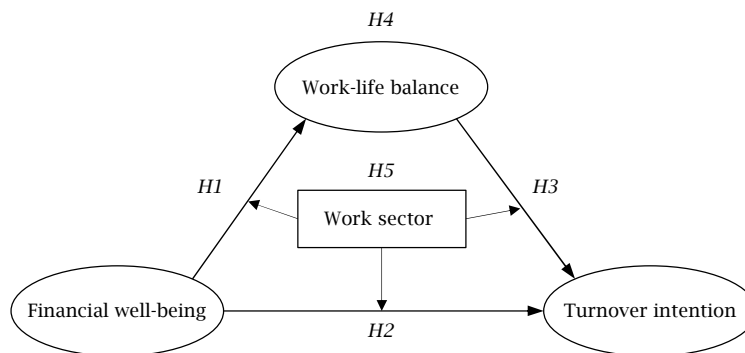 H4
Work-life balance
H5
H1
H3
Work sector
Financial well-being
Turnover intention
H2